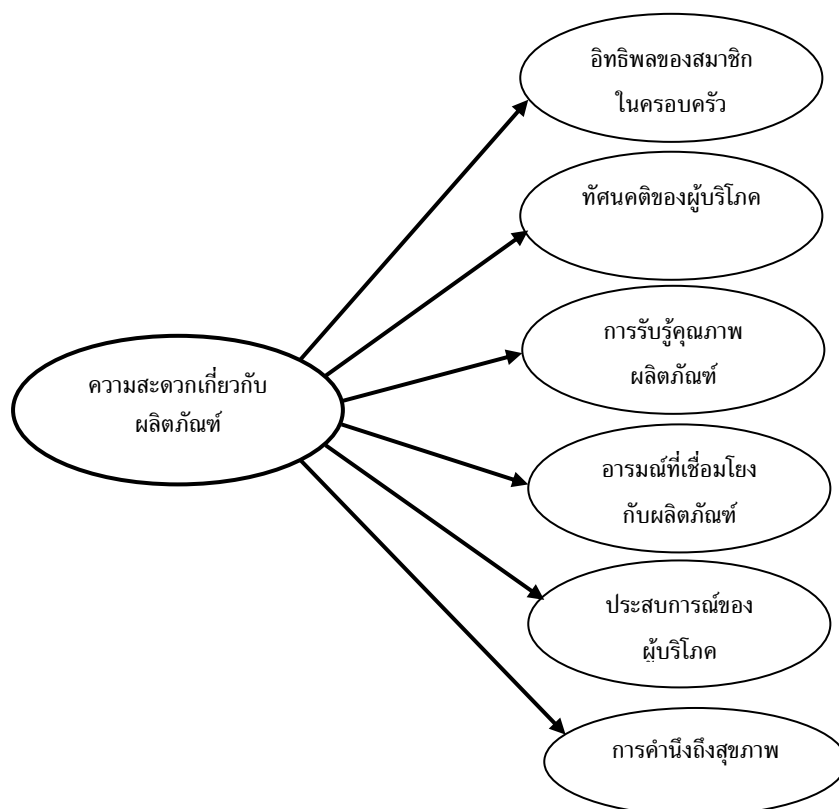 อิทธิพลของสมาชิก
ในครอบครัว
ทัศนคติของผู้บริโภค
การรับรู้คุณภาพ
ผลิตภัณฑ์
ความสะดวกเกี่ยวกับ
ผลิตภัณฑ์
อารมณ์ที่เชื่อมโยง
กับผลิตภัณฑ์
ประสบการณ์ของ
ผู้บริโภค
การคำนึงถึงสุขภาพ